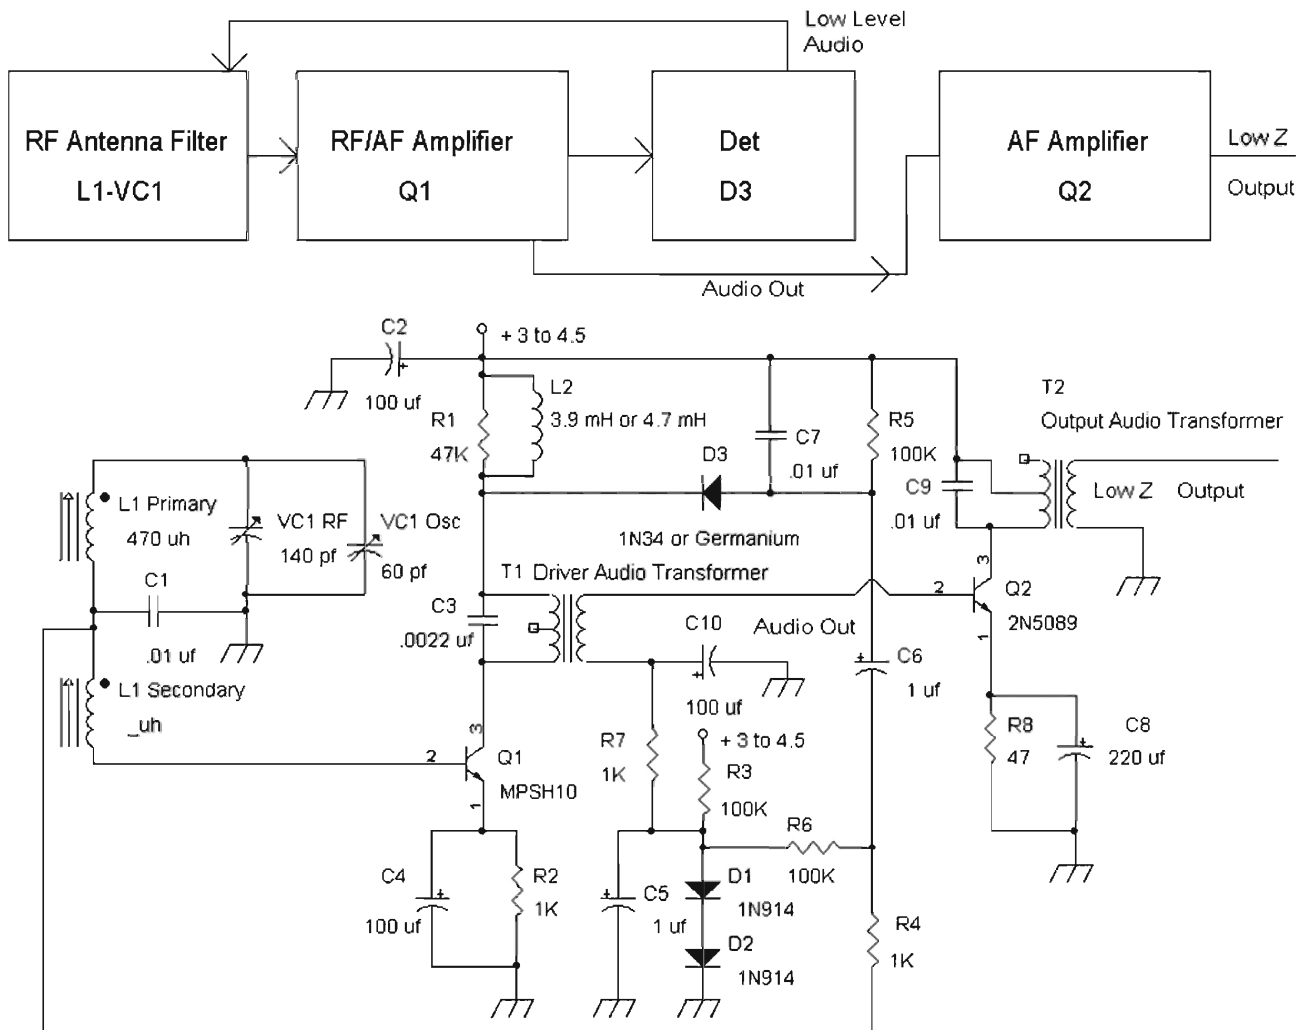 Low Level
Audio
RF Antenna Filter
L1-VC1
RF/AF Amplifier
Q1
Det
D3
AF Amplifier
Q2
Low Z
Output
Audio Out
C2
100 uf
+ 3 to 4.5
R1
47K
L2
3.9 mH or 4.7 mH
C7
.01 uf
R5
100K
T2
Output Audio Transformer
C9
.01 uf
Low Z Output
D3
1N34 or Germanium
L1 Primary
470 uh
VC1 RF
140 pf
VC1 Osc
60 pf
C1
.01 uf
T1 Driver Audio Transformer
C3
.0022 uf
C10
100 uf
Audio Out
2
3
1
Q2
2N5089
C6
1 uf
L1 Secondary
_uh
2
3
1
Q1
MPSH10
R7
1K
+ 3 to 4.5
R3
100K
R8
47
C8
220 uf
R6
100K
C4
100 uf
R2
1K
C5
1 uf
D1
1N914
D2
1N914
R4
1K